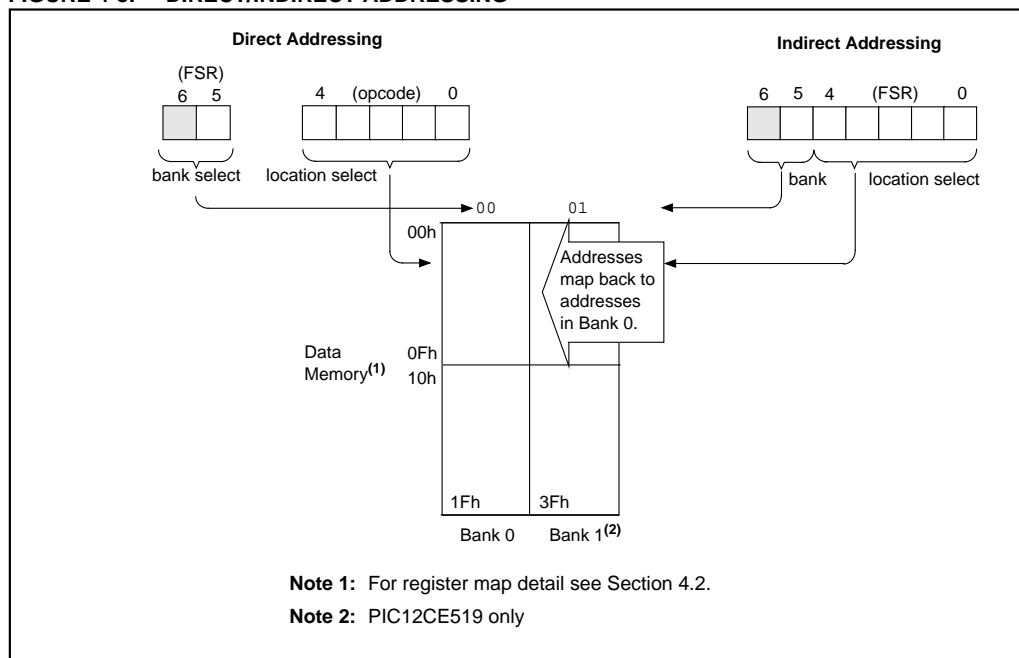 FIGURE 4-6: DIRECT/INDIRECT ADDRESSING
Direct Addressing
(FSR)
6 5
4 (opcode) 0
bank select
location select
Indirect Addressing
6 5 4 (FSR) 0
bank
location select
00 01
00h
Addresses
map back to
addresses
in Bank 0.
Data
Memory(1)
0Fh
10h
1Fh
3Fh
Bank 0
Bank 1(2)
Note 1: For register map detail see Section 4.2.
Note 2: PIC12CE519 only